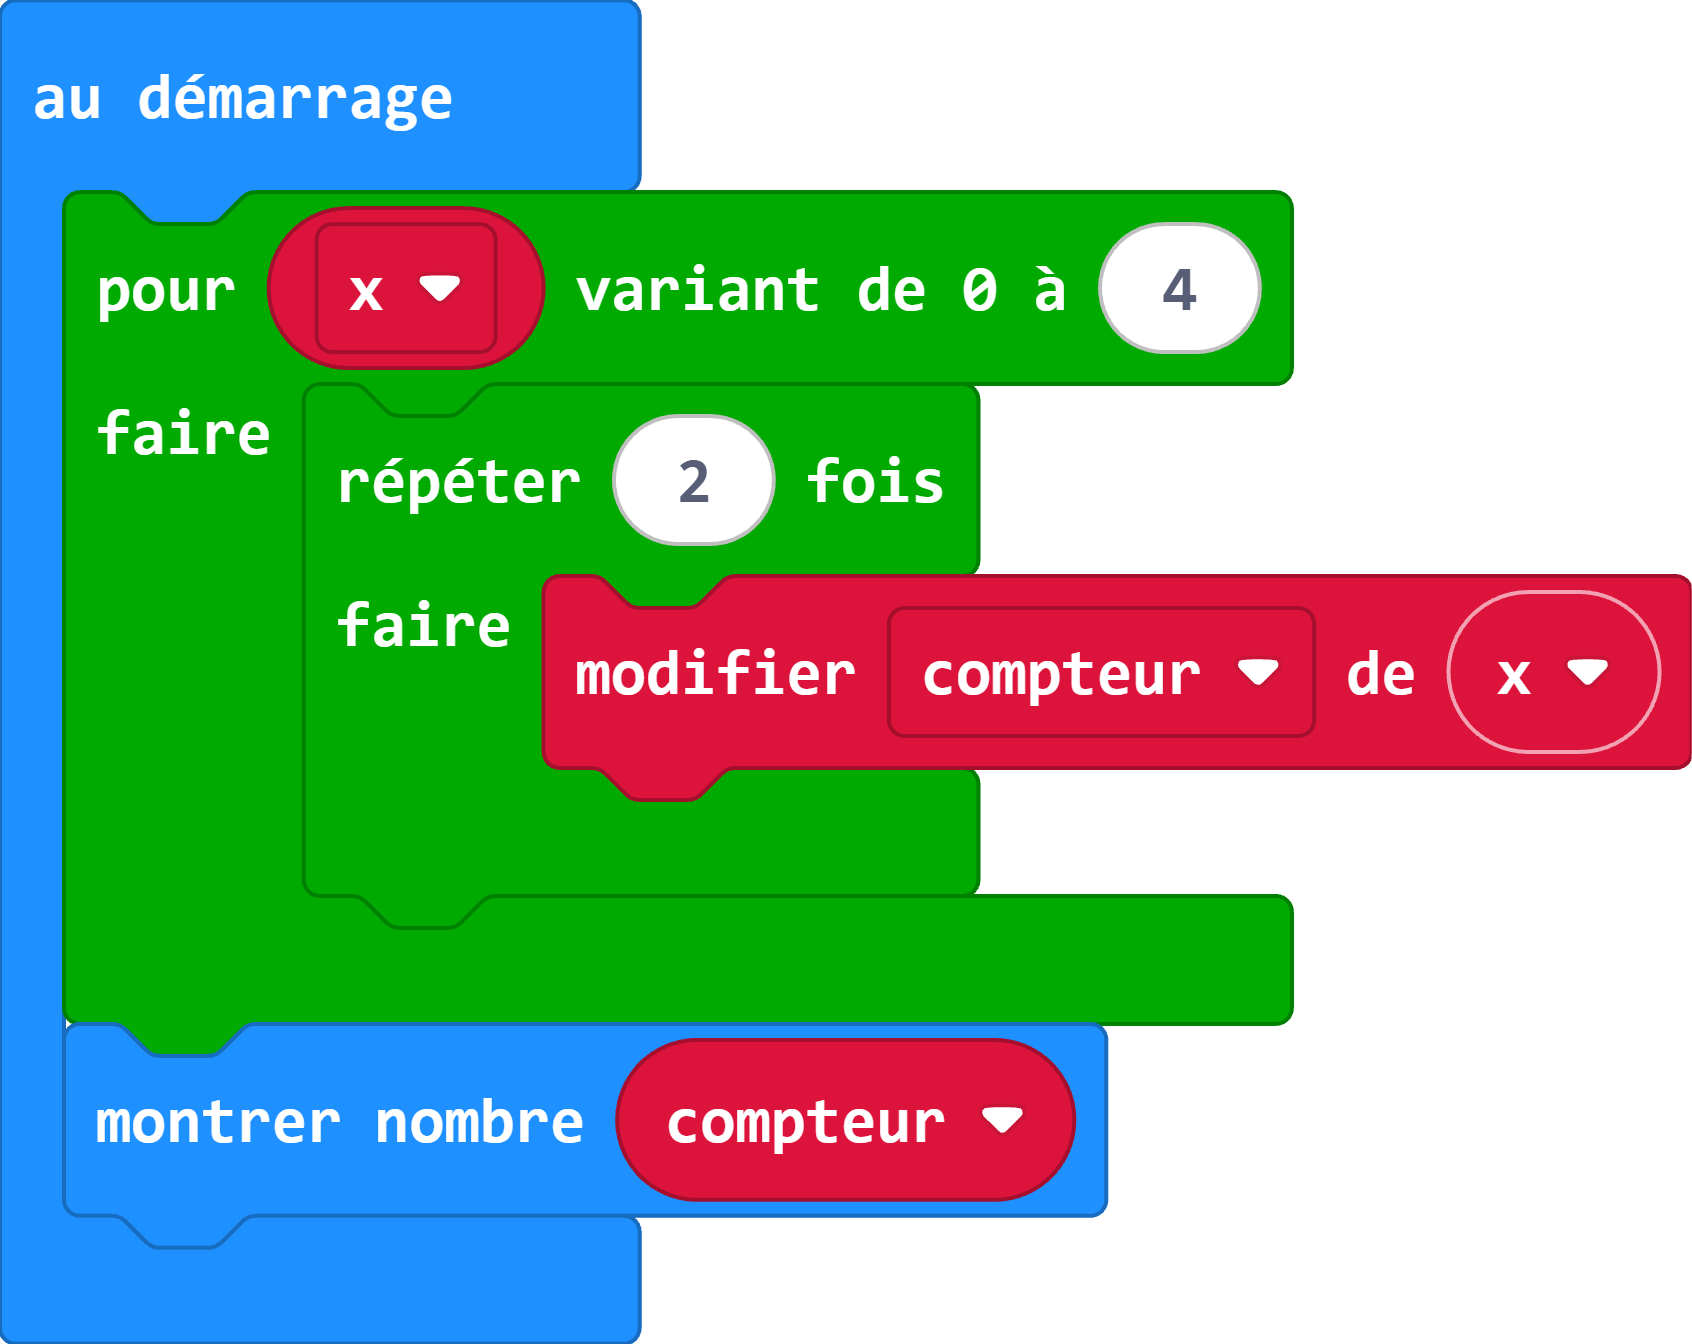 au démarrage
pour x variant de 0 à 4
faire
répéter 2 fois
faire
modifier compteur de x
montrer nombre compteur